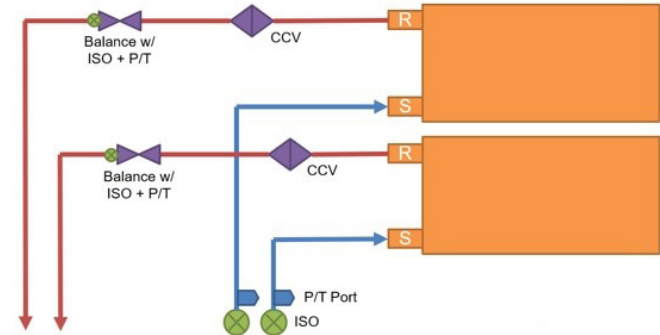 R
Balance w/
ISO + P/T
CCV
S
R
Balance w/
ISO + P/T
CCV
S
P/T Port
ISO